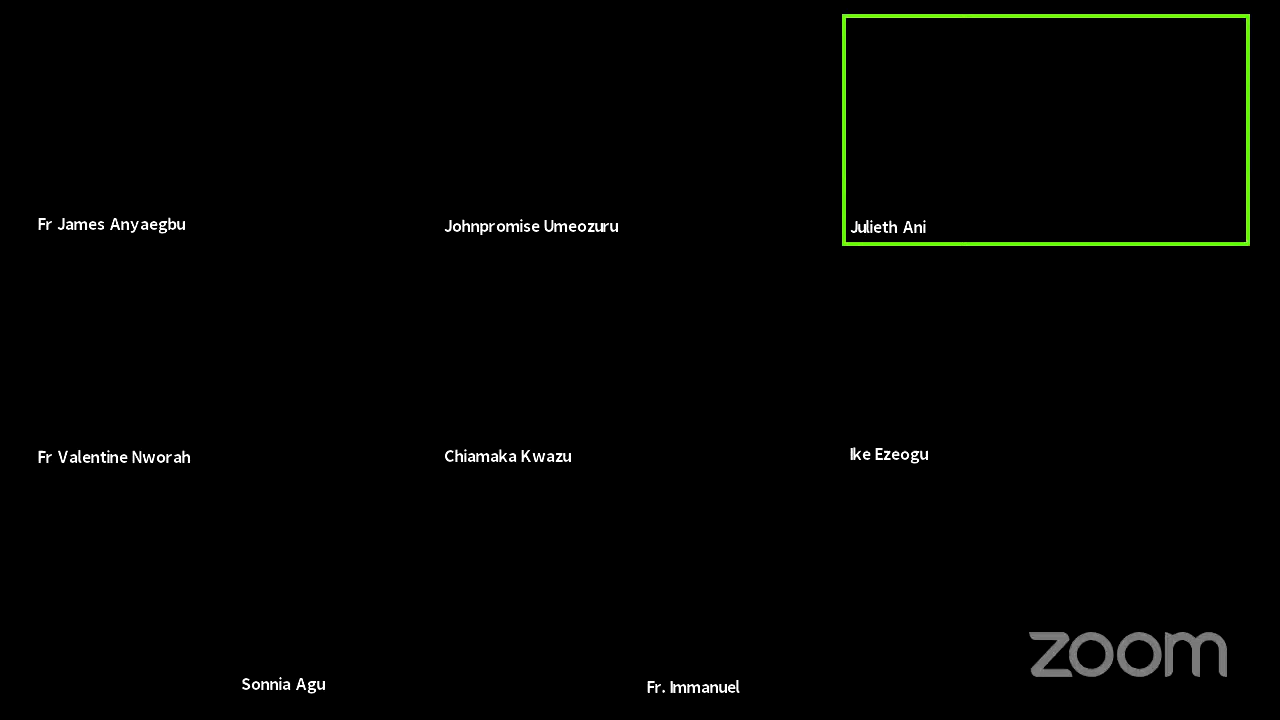 Fr James Anyaegbu
Johnpromise Umeozuru
Julieth Ani
Fr Valentine Nworah
Chiamaka Kwazu
Ike Ezeogu
Sonnia Agu
Fr. Immanuel
zoom